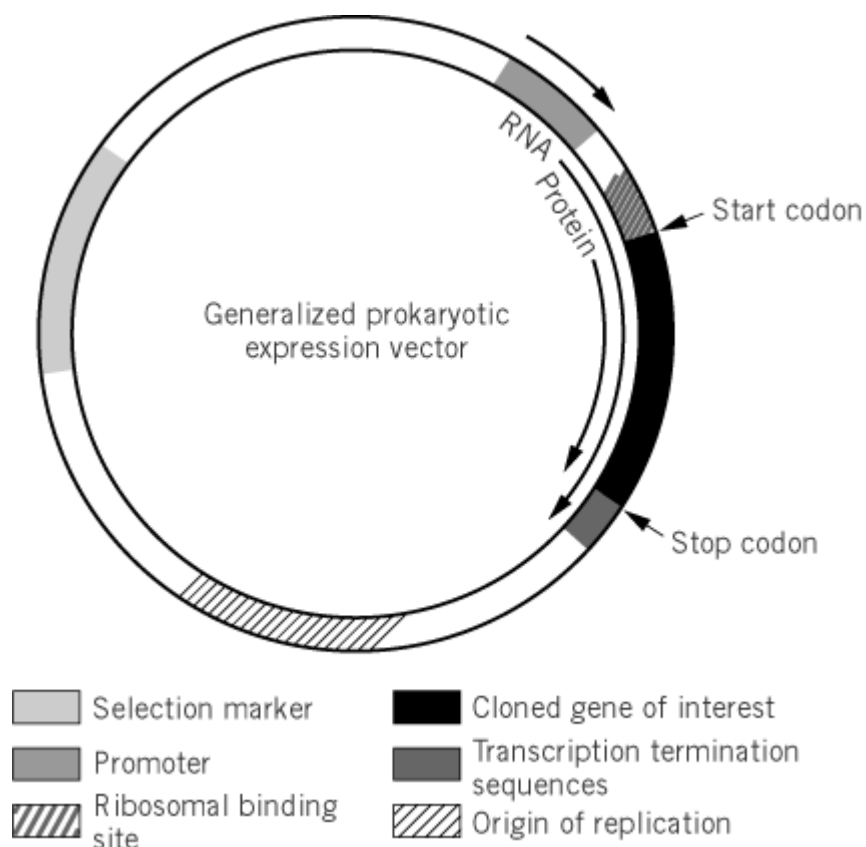 RNA
Protein
Start codon
Generalized prokaryotic
expression vector
Stop codon
Selection marker
Cloned gene of interest
Promoter
Transcription termination
sequences
Ribosomal binding
site
Origin of replication